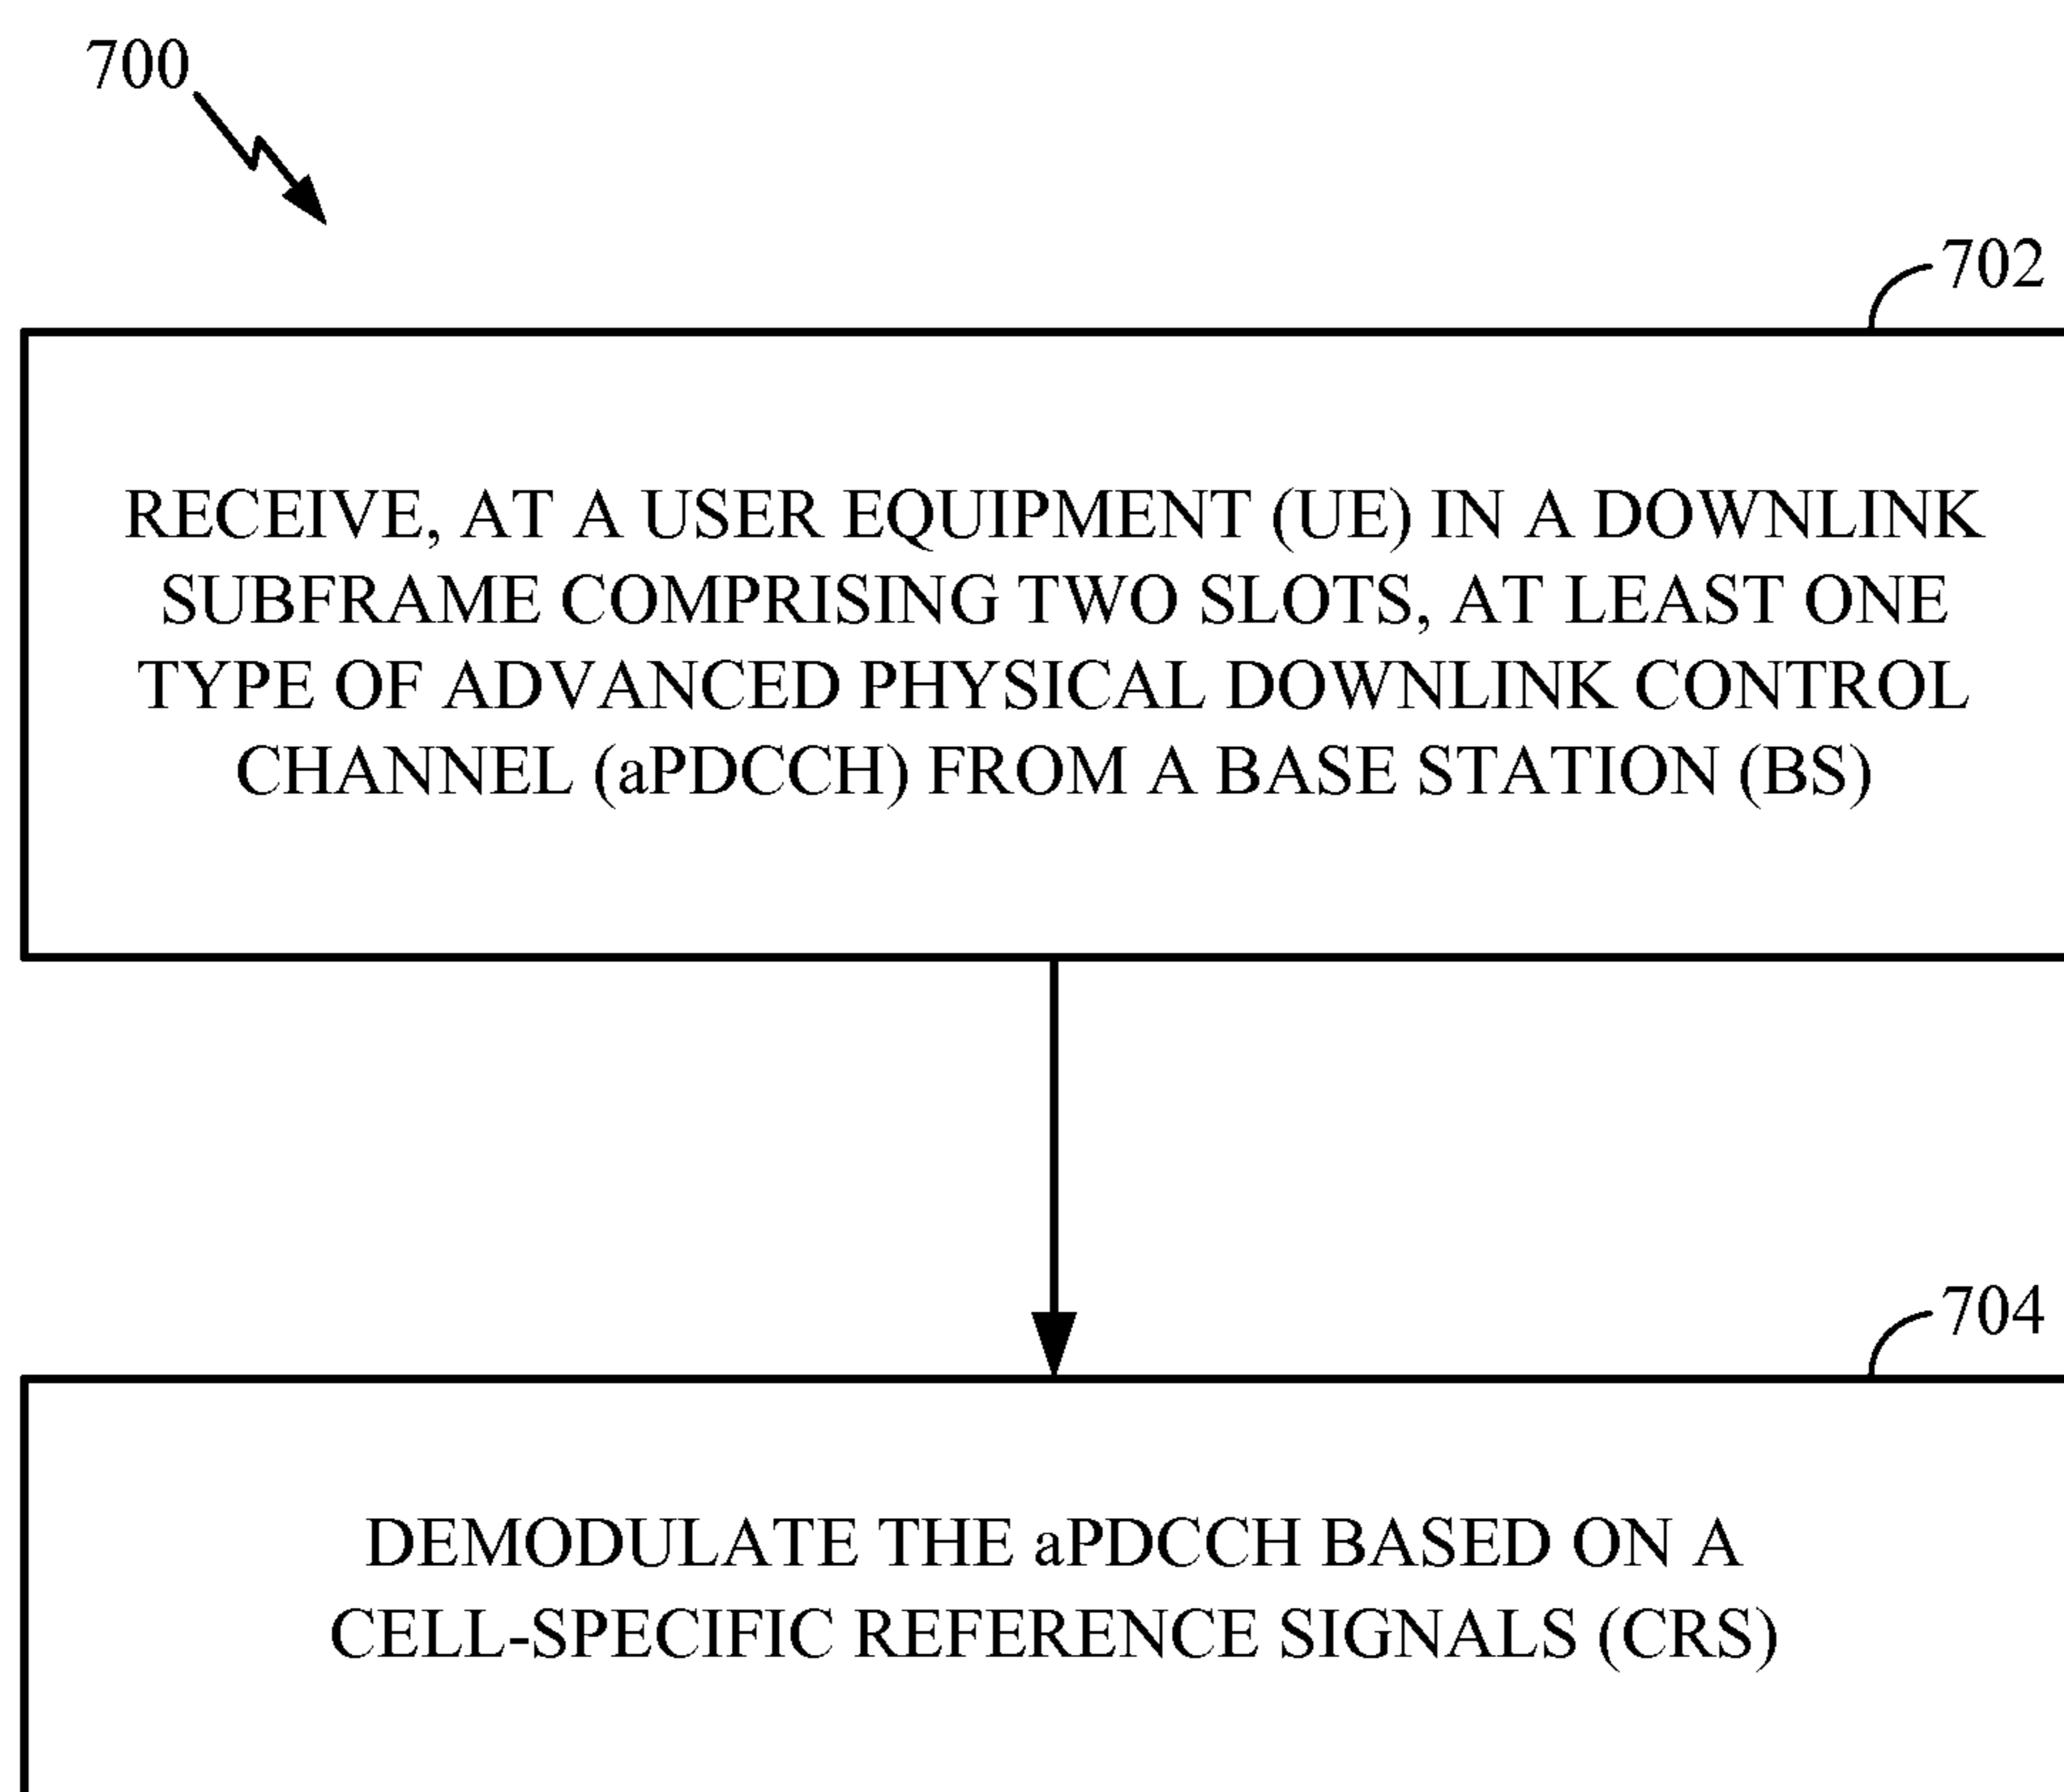 700
702
RECEIVE, AT A USER EQUIPMENT (UE) IN A DOWNLINK
SUBFRAME COMPRISING TWO SLOTS, AT LEAST ONE
TYPE OF ADVANCED PHYSICAL DOWNLINK CONTROL
CHANNEL (aPDCCH) FROM A BASE STATION (BS)
704
DEMODULATE THE aPDCCH BASED ON A
CELL-SPECIFIC REFERENCE SIGNALS (CRS)